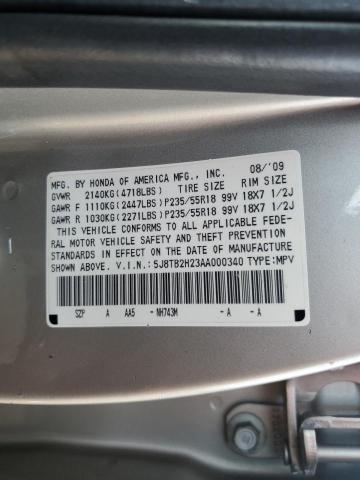 MFG. BY HONDA OF AMERICA MFG., INC. 08/'09
GVWR 2140KG(4718LBS) TIRE SIZE RIM SIZE
GAWR F 1110KG(2447LBS)P235/55R18 99V 18X7 1/2J
GAWR R 1030KG(2271LBS)P235/55R18 99V 18X7 1/2J
THIS VEHICLE CONFORMS TO ALL APPLICABLE FEDE-
RAL MOTOR VEHICLE SAFETY AND THEFT PREVENTION
STANDARDS IN EFFECT ON THE DATE OF MANUFACTURE
SHOWN ABOVE. V.I.N.:5J8TB2H23AA000340 TYPE:MPV
SZP A AA5 - NH743M - A - A